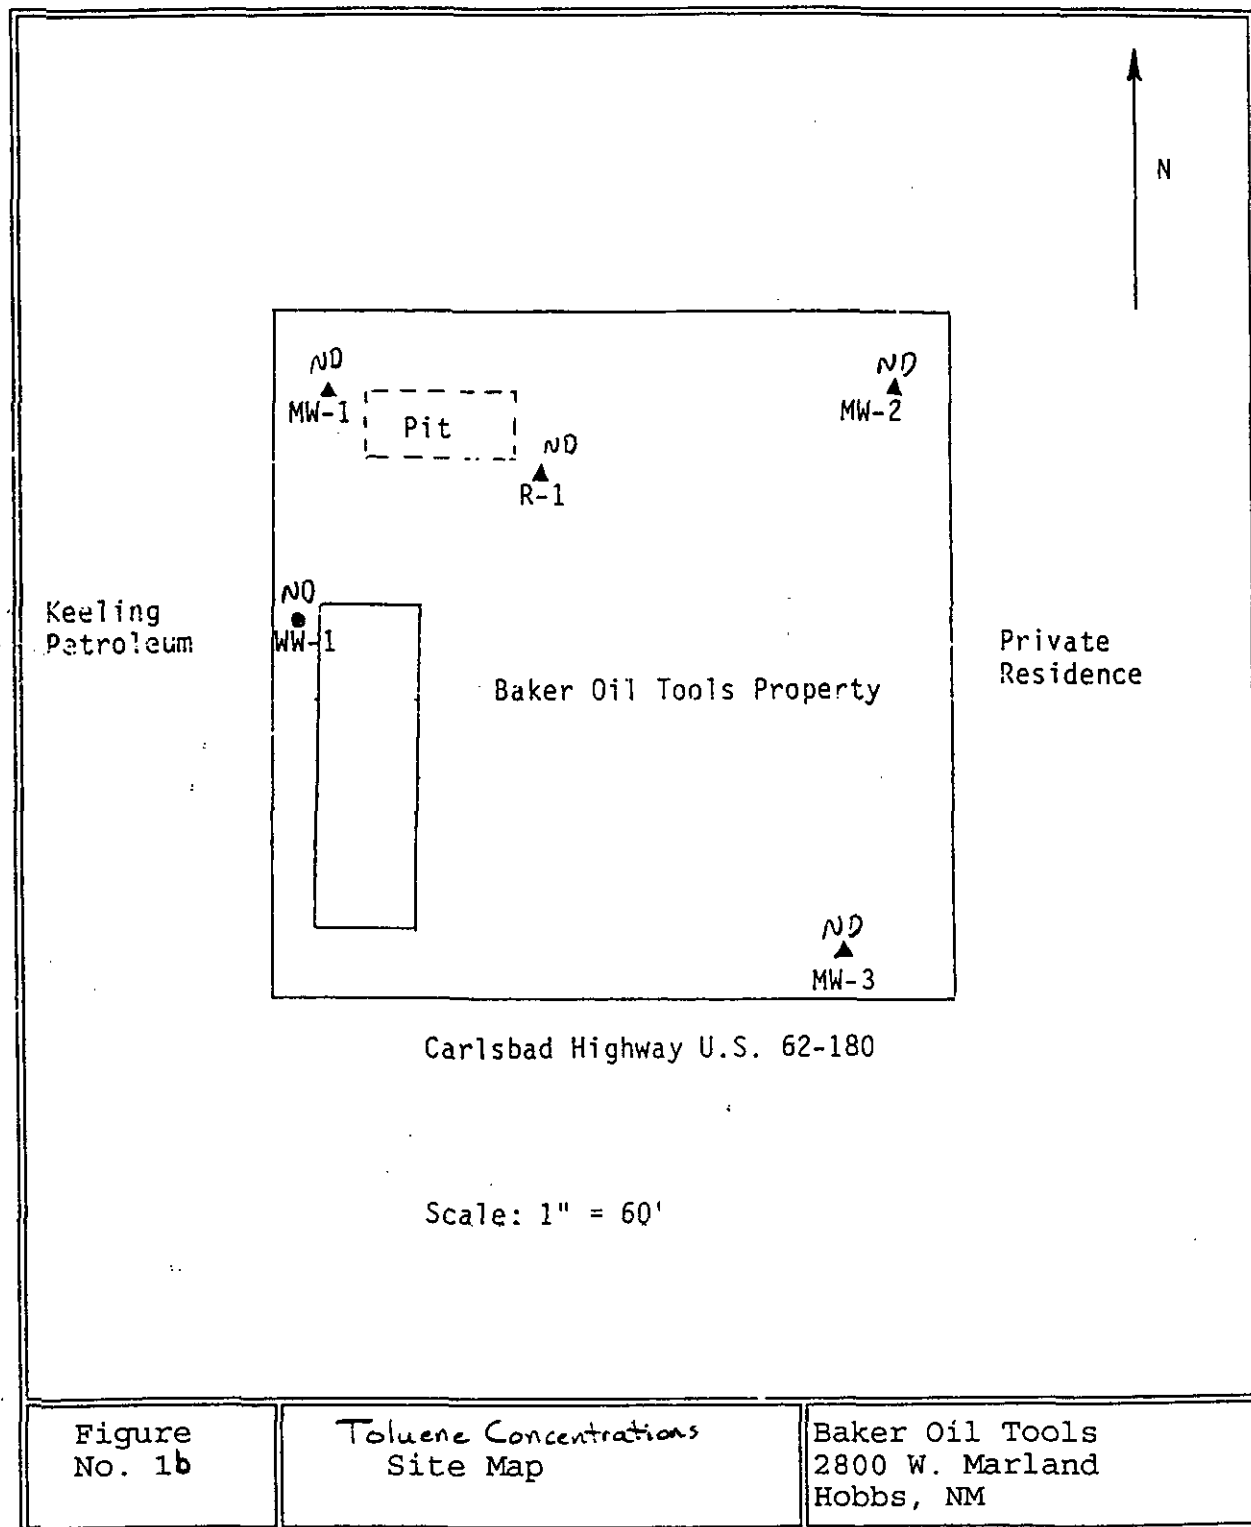 N
ND
MW-1
Pit
ND
R-1
ND
MW-2
Keeling
Petroleum
ND
WW-1
Baker Oil Tools Property
Private
Residence
ND
MW-3
Carlsbad Highway U.S. 62-180
Scale: 1" = 60'
Figure
No. 1b
Toluene Concentrations
Site Map
Baker Oil Tools
2800 W. Marland
Hobbs, NM